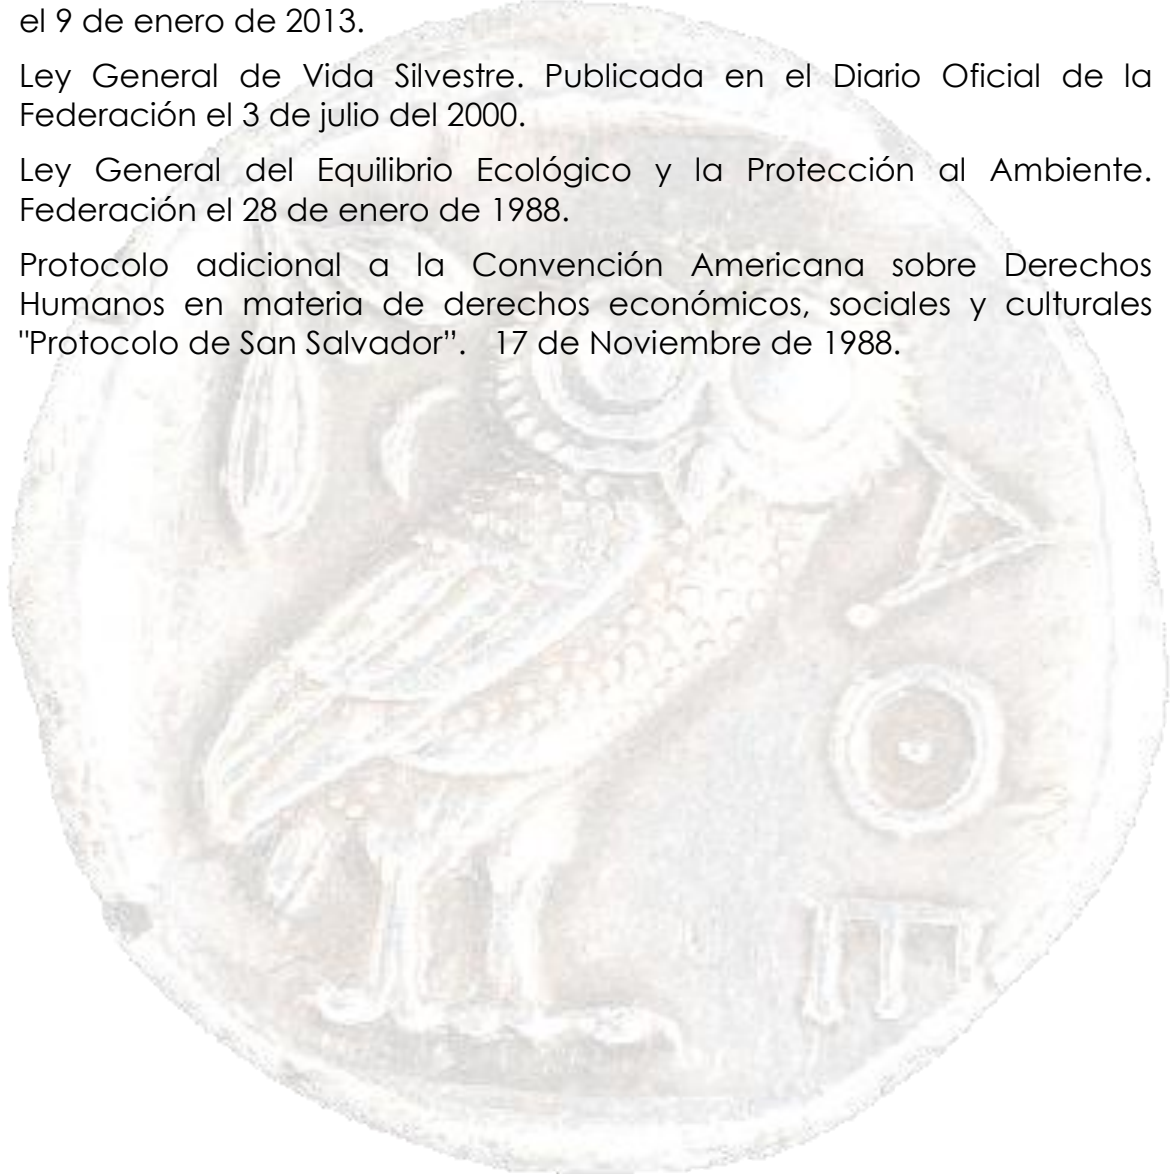 el 9 de enero de 2013.
Ley General de Vida Silvestre. Publicada en el Diario Oficial de la
Federación el 3 de julio del 2000.
Ley General del Equilibrio Ecológico y la Protección al Ambiente.
Federación el 28 de enero de 1988.
Protocolo adicional a la Convención Americana sobre Derechos
Humanos en materia de derechos económicos, sociales y culturales
"Protocolo de San Salvador”.   17 de Noviembre de 1988.